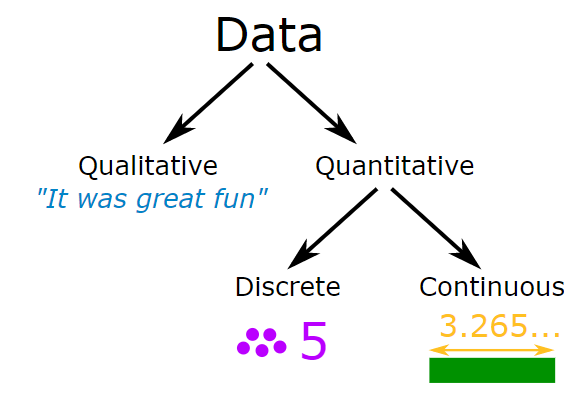 Data
Qualitative
Quantitative
"It was great fun"
Discrete
Continuous
5
3.265...